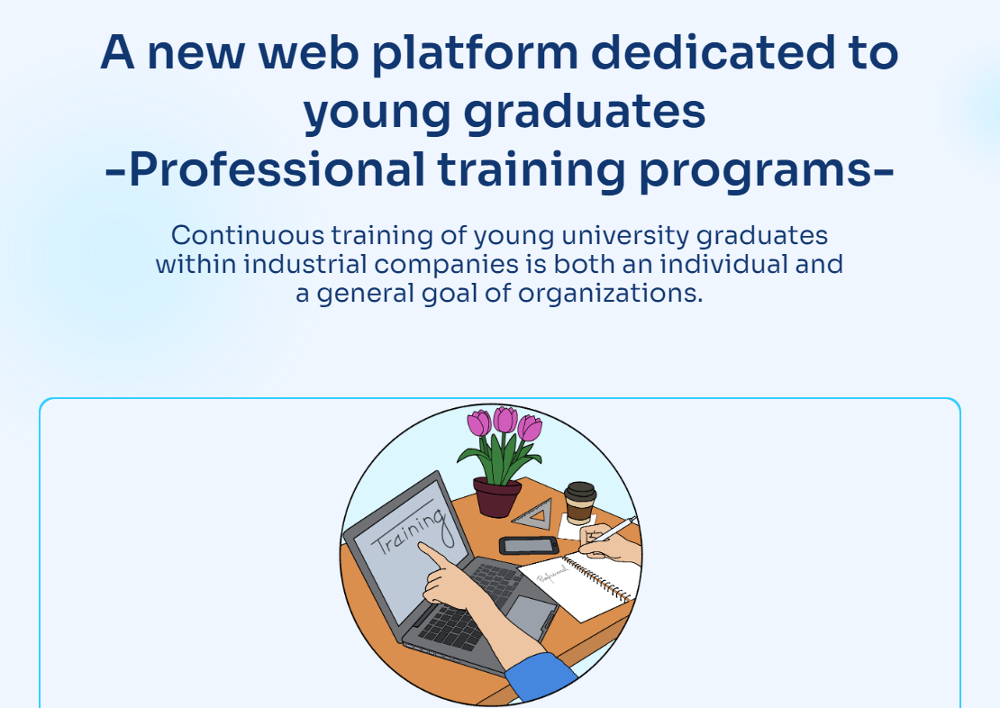 A new web platform dedicated to
young graduates
-Professional training programs-
Continuous training of young university graduates
within industrial companies is both an individual and
a general goal of organizations.
Training
Professional